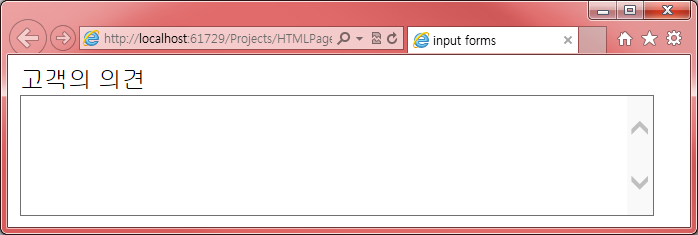 http://localhost:61729/Projects/HTMLPage
input forms
고객의 의견